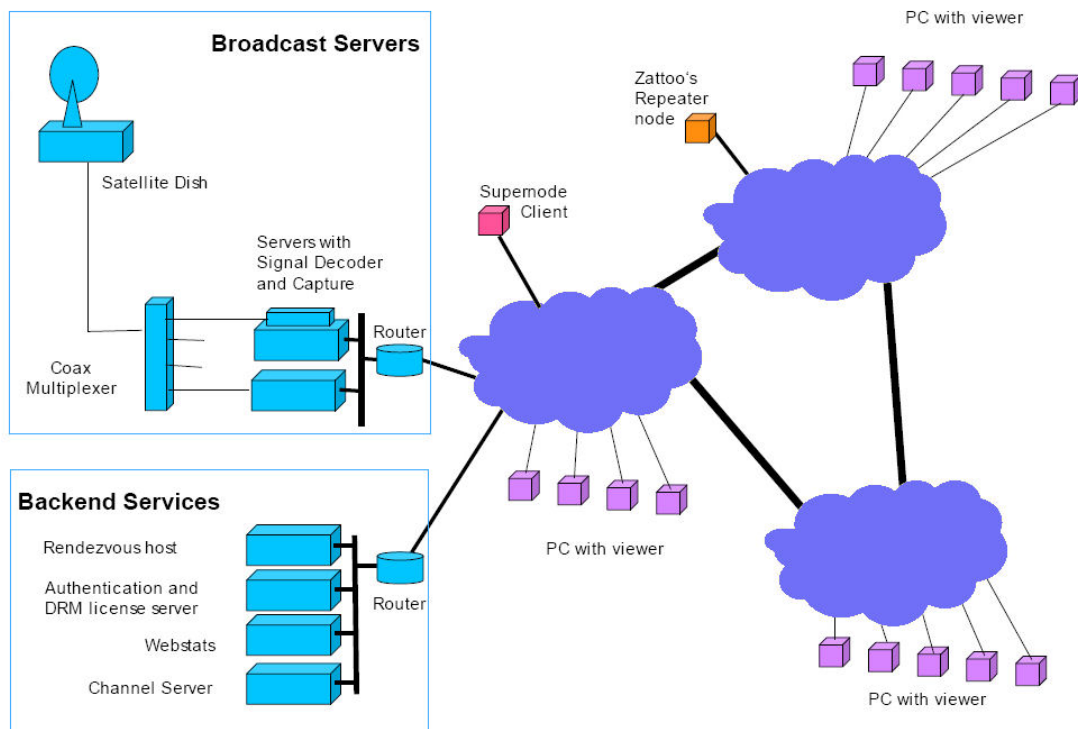 Broadcast Servers
Satellite Dish
Servers with
Signal Decoder
and Capture
Router
Coax
Multiplexer
Backend Services
Rendezvous host
Authentication and
DRM license server
Webstats
Channel Server
Router
Supernode
Client
Zattoo's
Repeater
node
PC with viewer
PC with viewer
PC with viewer